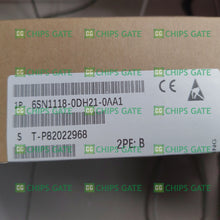 CHIPS GATE
1P 6SN1118-0DH21-0AA1
S T-P82022968
2PE: B